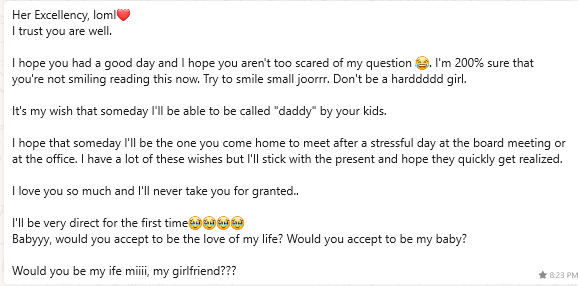 Her Excellency, loml❤️
I trust you are well.
I hope you had a good day and I hope you aren't too scared of my question 😂. I'm 200% sure that
you're not smiling reading this now. Try to smile small joorrr. Don't be a harddddd girl.
It's my wish that someday I'll be able to be called "daddy" by your kids.
I hope that someday I'll be the one you come home to meet after a stressful day at the board meeting or
at the office. I have a lot of these wishes but I'll stick with the present and hope they quickly get realized.
I love you so much and I'll never take you for granted..
I'll be very direct for the first time🥹🥹🥹🥹
Babyyy, would you accept to be the love of my life? Would you accept to be my baby?
Would you be my ife miiii, my girlfriend???
★ 8:23 PM